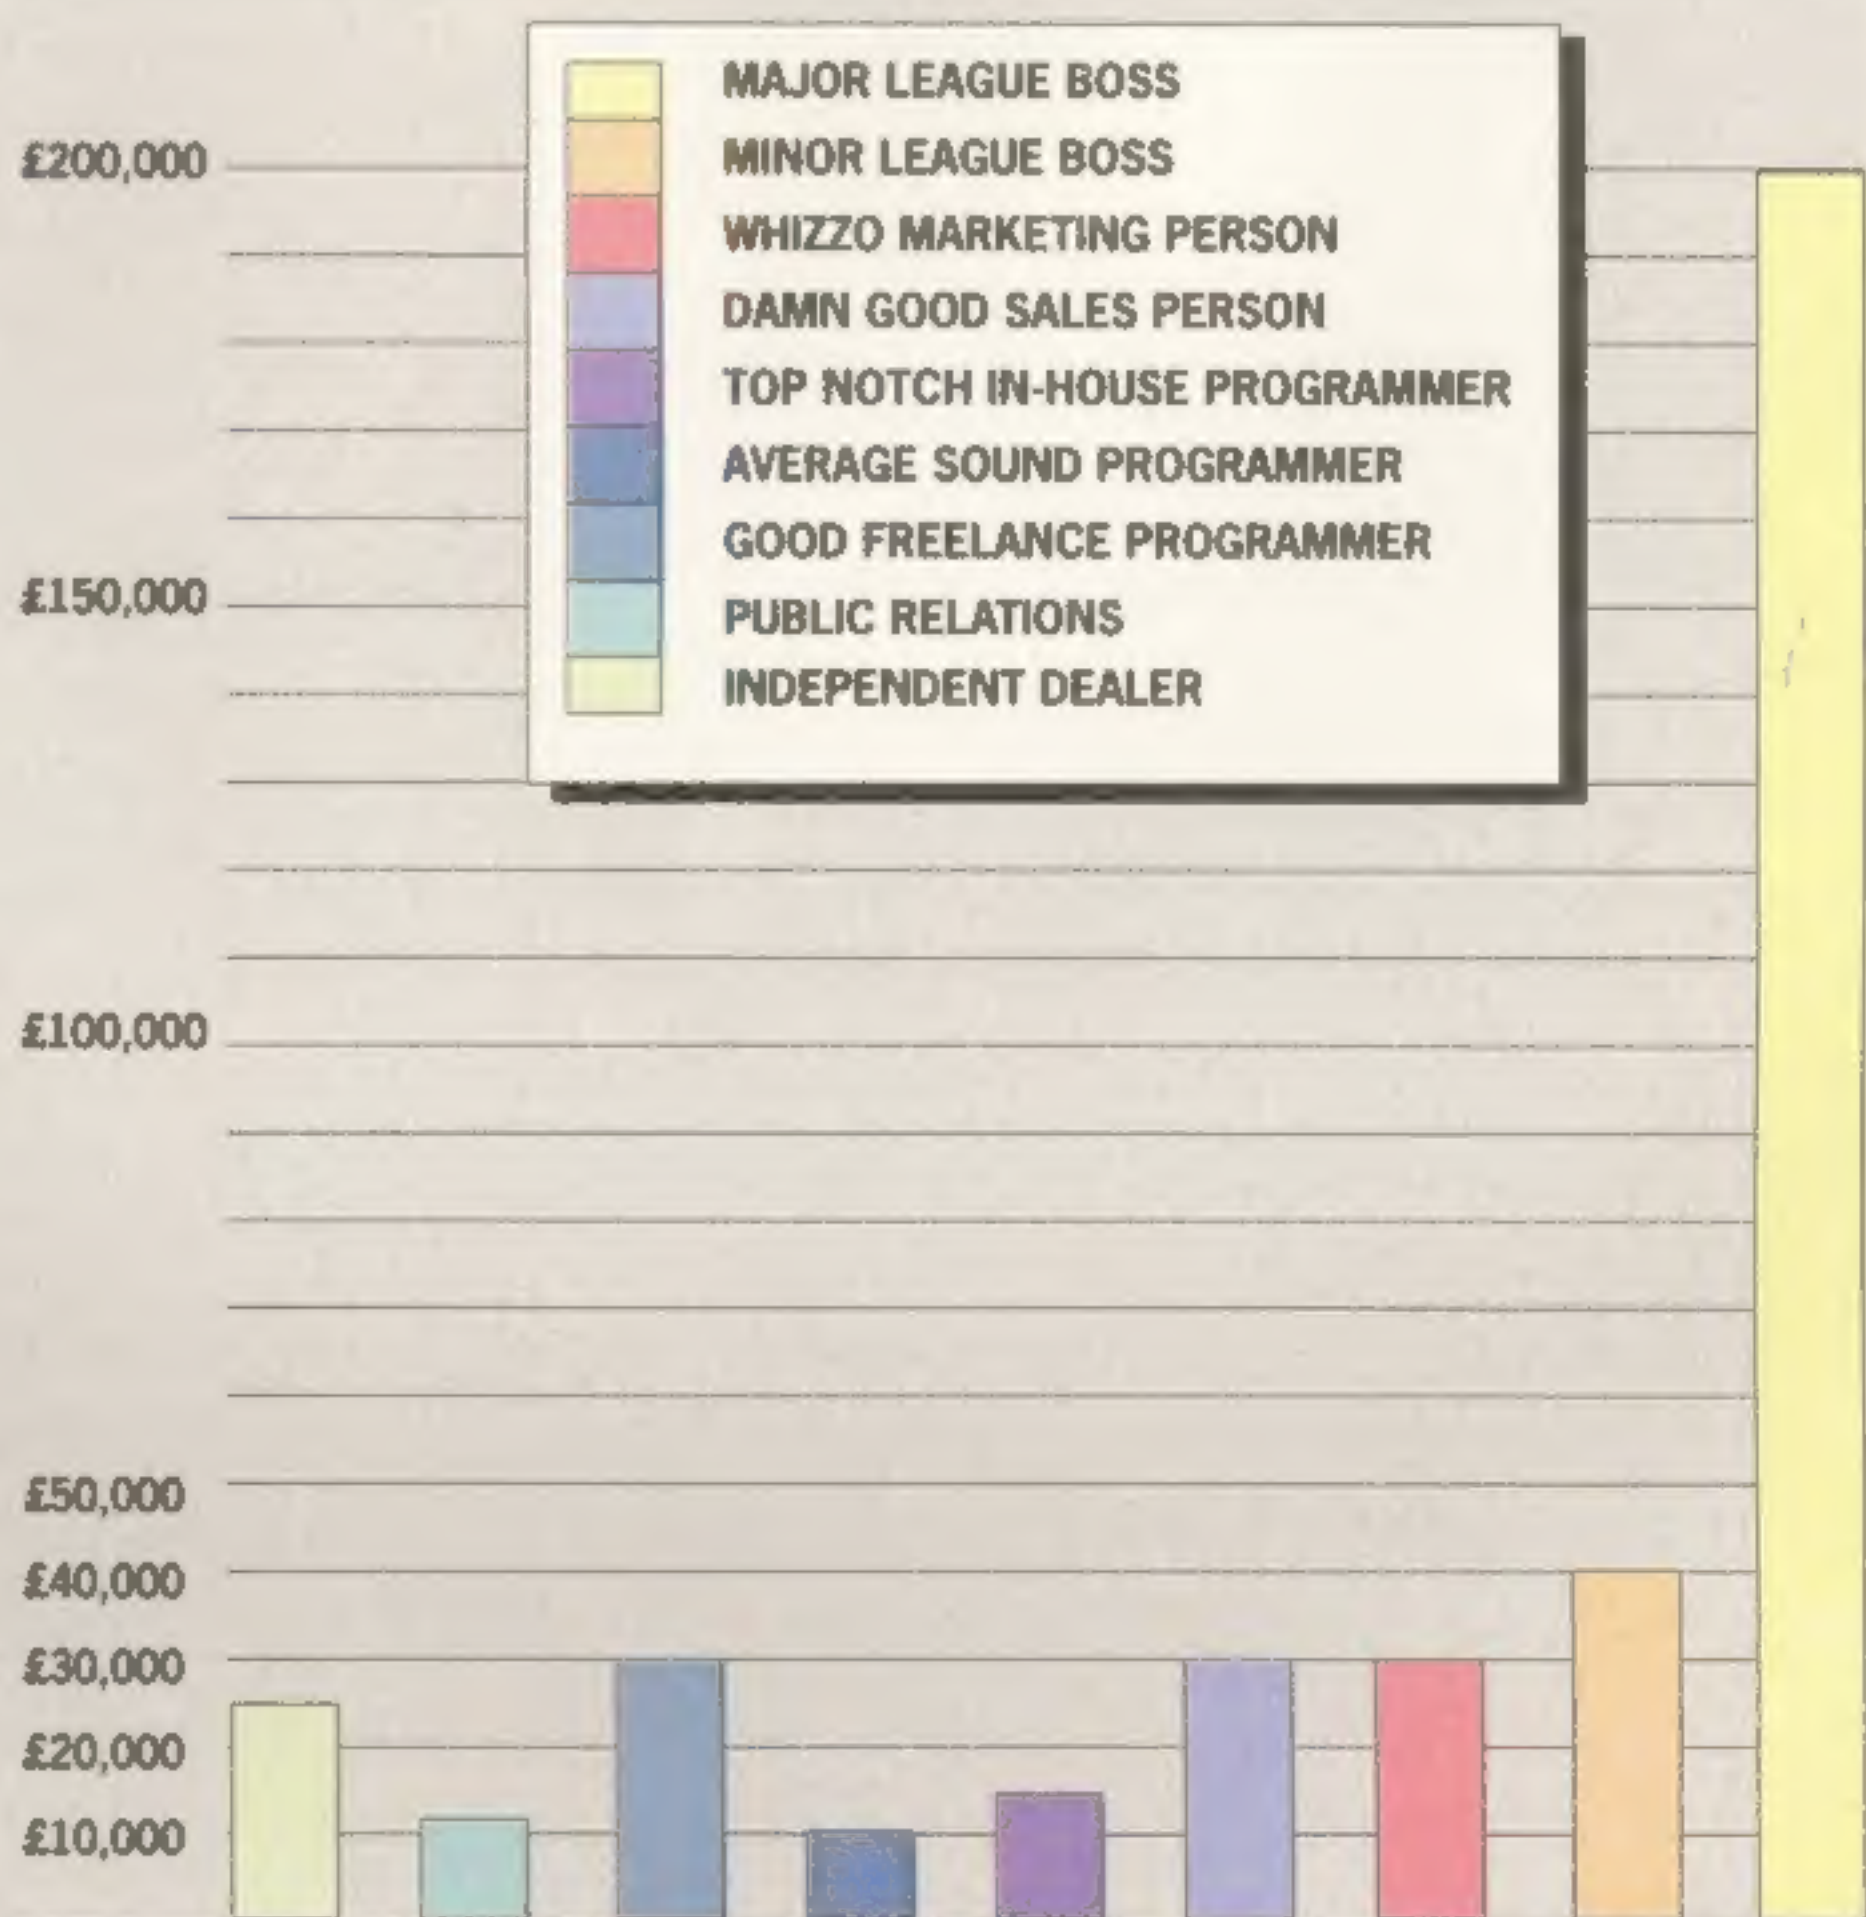 MAJOR LEAGUE BOSS
MINOR LEAGUE BOSS
WHIZZO MARKETING PERSON
DAMN GOOD SALES PERSON
TOP NOTCH IN-HOUSE PROGRAMMER
AVERAGE SOUND PROGRAMMER
GOOD FREELANCE PROGRAMMER
PUBLIC RELATIONS
INDEPENDENT DEALER
£200,000
£150,000
£100,000
£50,000
£40,000
£30,000
£20,000
£10,000